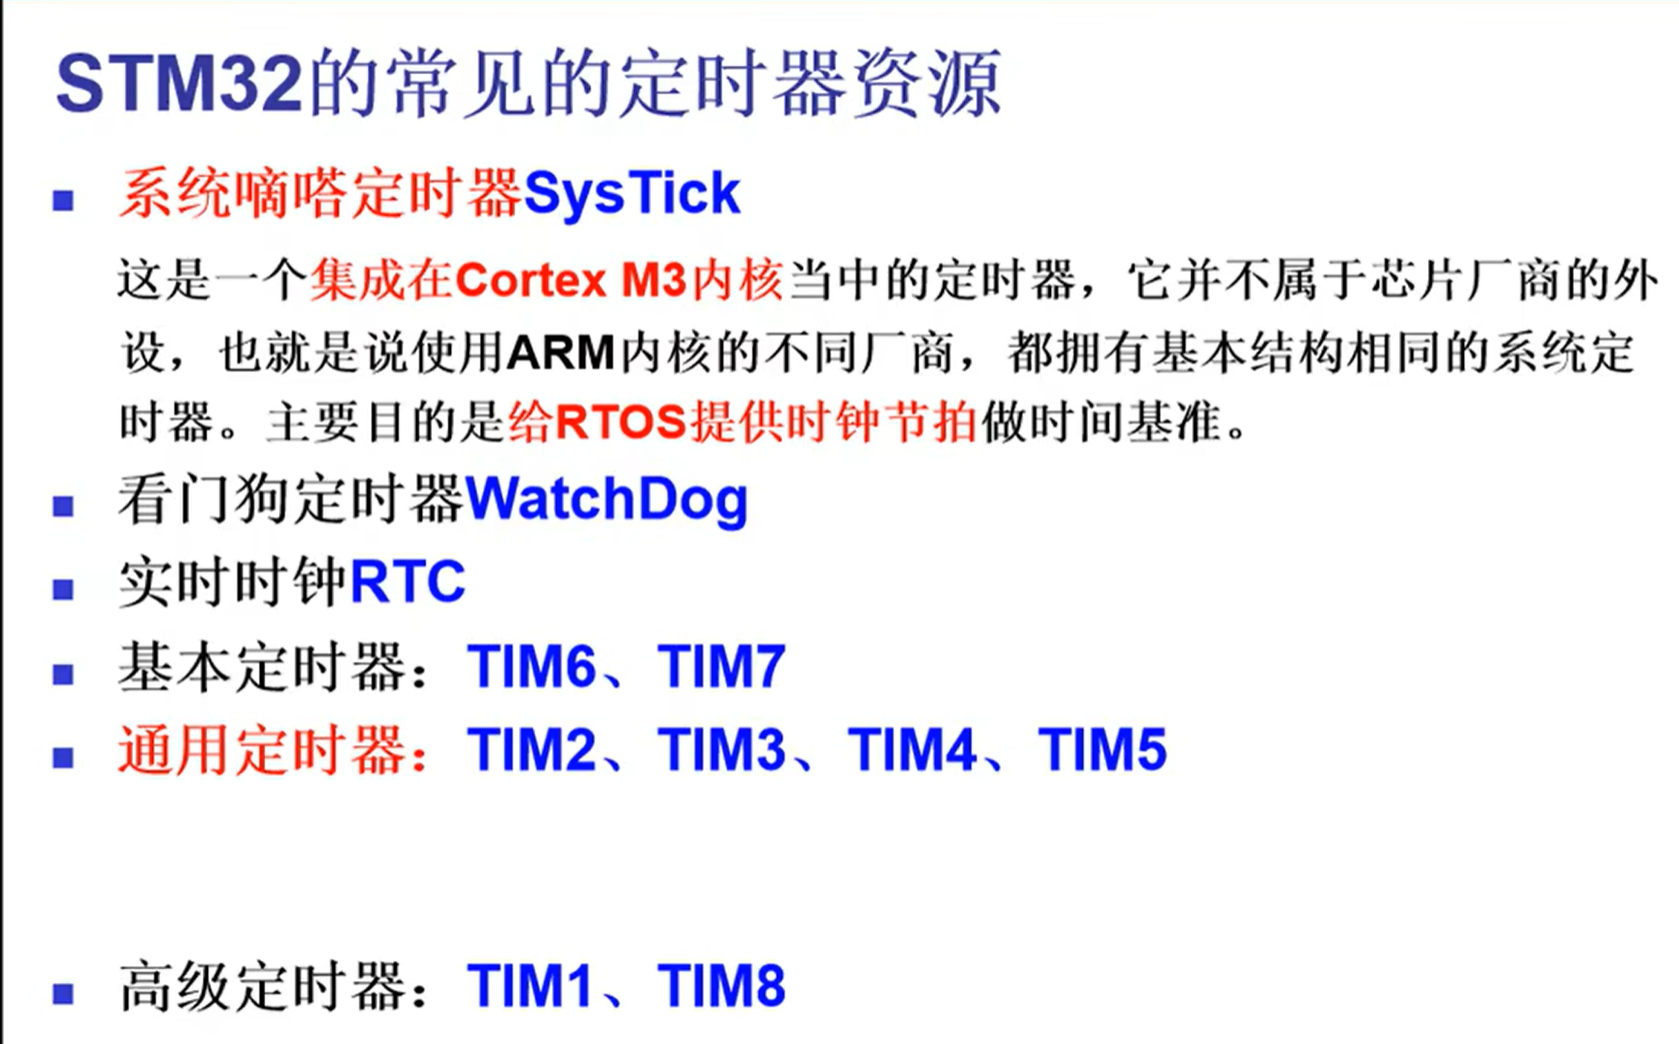 STM32的常见的定时器资源
系统嘀嗒定时器SysTick
这是一个集成在Cortex M3内核当中的定时器，它并不属于芯片厂商的外
设，也就是说使用ARM内核的不同厂商，都拥有基本结构相同的系统定
时器。主要目的是给RTOS提供时钟节拍做时间基准。
看门狗定时器WatchDog
实时时钟RTC
基本定时器：TIM6、TIM7
通用定时器：TIM2、TIM3、TIM4、TIM5
高级定时器：TIM1、TIM8